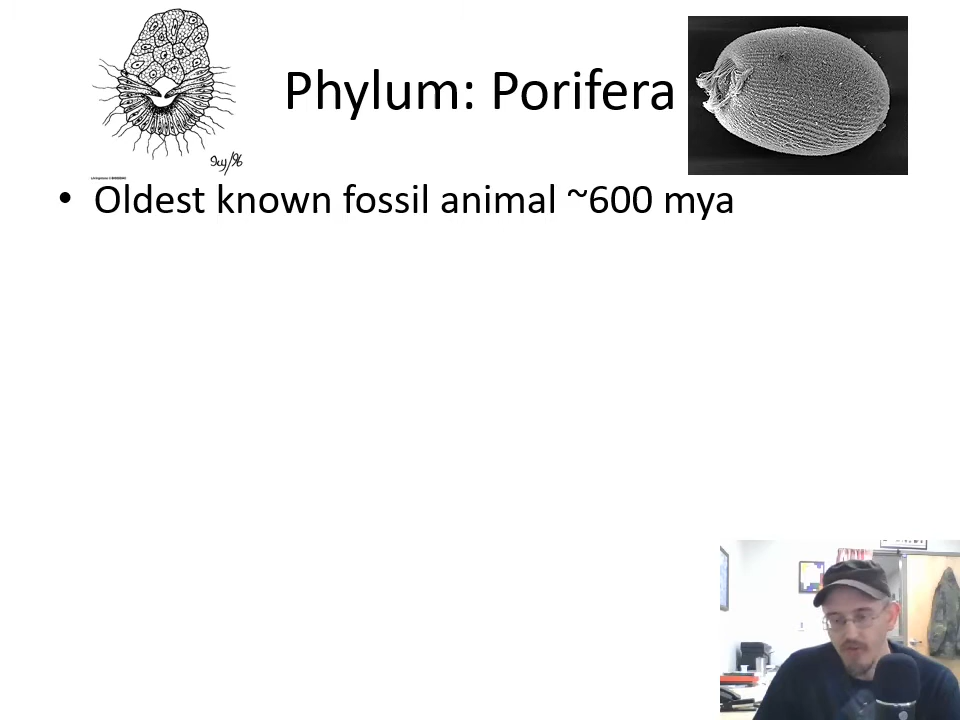 Phylum: Porifera
• Oldest known fossil animal ~600 mya